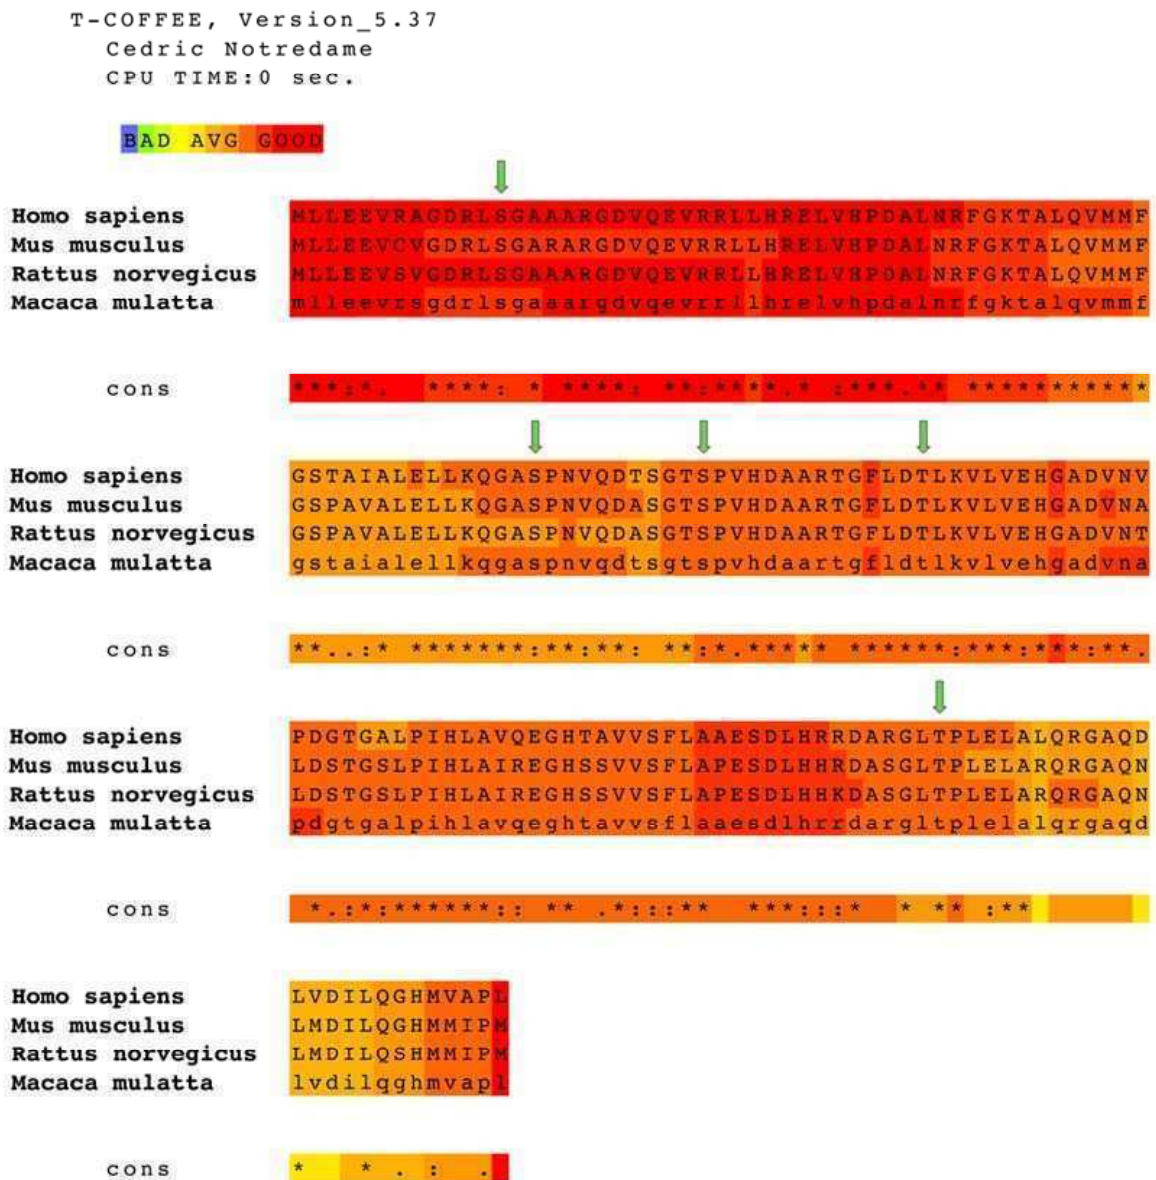 T-COFFEE, Version_5.37
Cedric Notredame
CPU TIME:0 sec.
BAD AVG GOOD
Homo sapiens MLLEEVRAGDRLSGAAARGDVQEVRRLLHRELVHPDALNRFGKTALQVMMF
Mus musculus MLLEEVCVGDRLSGARARGDVQEVRRLLHRELVHPDALNRFGKTALQVMMF
Rattus norvegicus MLLEEVSVGDRLSGAAARGDVQEVRRLLHRELVHPDALNRFGKTALQVMMF
Macaca mulatta mlleevrsgdrlsgaaargdvqevrrllhrelvhpdalnrfgktalqvmmf
cons ***:*. ****: * ****: **:****.* :***.** ***********
Homo sapiens GSTAIALELLKQGASPNVQDTSGTSPVHDAARTGFLDTLKVLVEHGADVNV
Mus musculus GSPAVALELLKQGASPNVQDASGTSPVHDAARTGFLDTLKVLVEHGADVNA
Rattus norvegicus GSPAVALELLKQGASPNVQDASGTSPVHDAARTGFLDTLKVLVEHGADVNT
Macaca mulatta gstaialellkqgaspnvqdtsgtspvhdaartgfldtlkvlvehgadvna
cons **..:* *******:**:**: **:*.***** ******:***:***:**.
Homo sapiens PDGTGALPIHLAVQEGHTAVVSFLAAESDLHRRDARGLTPLELALQRGAQD
Mus musculus LDSTGSLPIHLAIREGHSSVVSFLAPESDLHHRDASGLTPLELARQRGAQN
Rattus norvegicus LDSTGSLPIHLAIREGHSSVVSFLAPESDLHHKDASGLTPLELARQRGAQN
Macaca mulatta pdgtgalpihlavqeghtavvsflaaesdlhrrdargltplelalqrgaqd
cons *.:*:******:: ** .*:::** ***:::* * ** :**
Homo sapiens LVDILQGHMVAPL
Mus musculus LMDILQGHMMIPM
Rattus norvegicus LMDILQSHMMIPM
Macaca mulatta lvdilqghmvapl
cons * * . : .